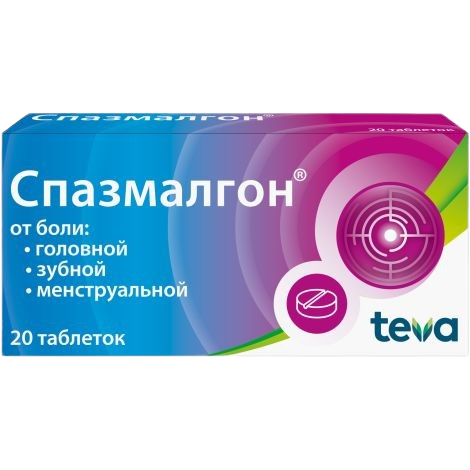 20 таблеток
Спазмалгон®
от боли:
• головной
• зубной
• менструальной
20 таблеток
teva